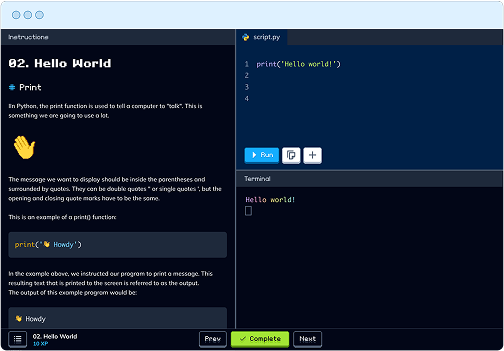 Instructions
02. Hello World
# Print
IIn Python, the print function is used to tell a computer to "talk". This is
something we are going to use a lot.
👋
The message we want to display should be inside the parentheses and
surrounded by quotes. They can be double quotes " or single quotes ', but the
opening and closing quote marks have to be the same.
This is an example of a print() function:
print('👋 Howdy')
In the example above, we instructed our program to print a message. This
resulting text that is printed to the screen is referred to as the output.
The output of this example program would be:
👋 Howdy
script.py
1 print('Hello world!')
2
3
4
Run
Terminal
Hello world!
02. Hello World
10 XP
Prev
Complete
Next